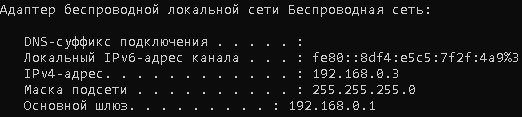 Адаптер беспроводной локальной сети Беспроводная сеть:
DNS-суффикс подключения . . . . . :
Локальный IPv6-адрес канала . . . : fe80::8df4:e5c5:7f2f:4a9%3
IPv4-адрес. . . . . . . . . . . . : 192.168.0.3
Маска подсети . . . . . . . . . . : 255.255.255.0
Основной шлюз. . . . . . . . . : 192.168.0.1